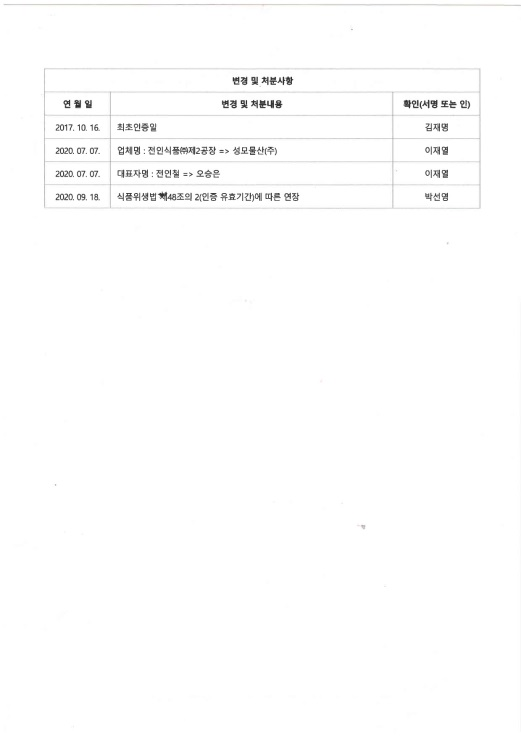 변경 및 처분사항
연 월 일 변경 및 처분내용 확인(서명 또는 인)
2017. 10. 16. 최초인증일 김재명
2020. 07. 07. 업체명 : 전인식품㈜제2공장 => 성모물산(주) 이재열
2020. 07. 07. 대표자명 : 전인철 => 오승은 이재열
2020. 09. 18. 식품위생법 제48조의 2(인증 유효기간)에 따른 연장 박선영